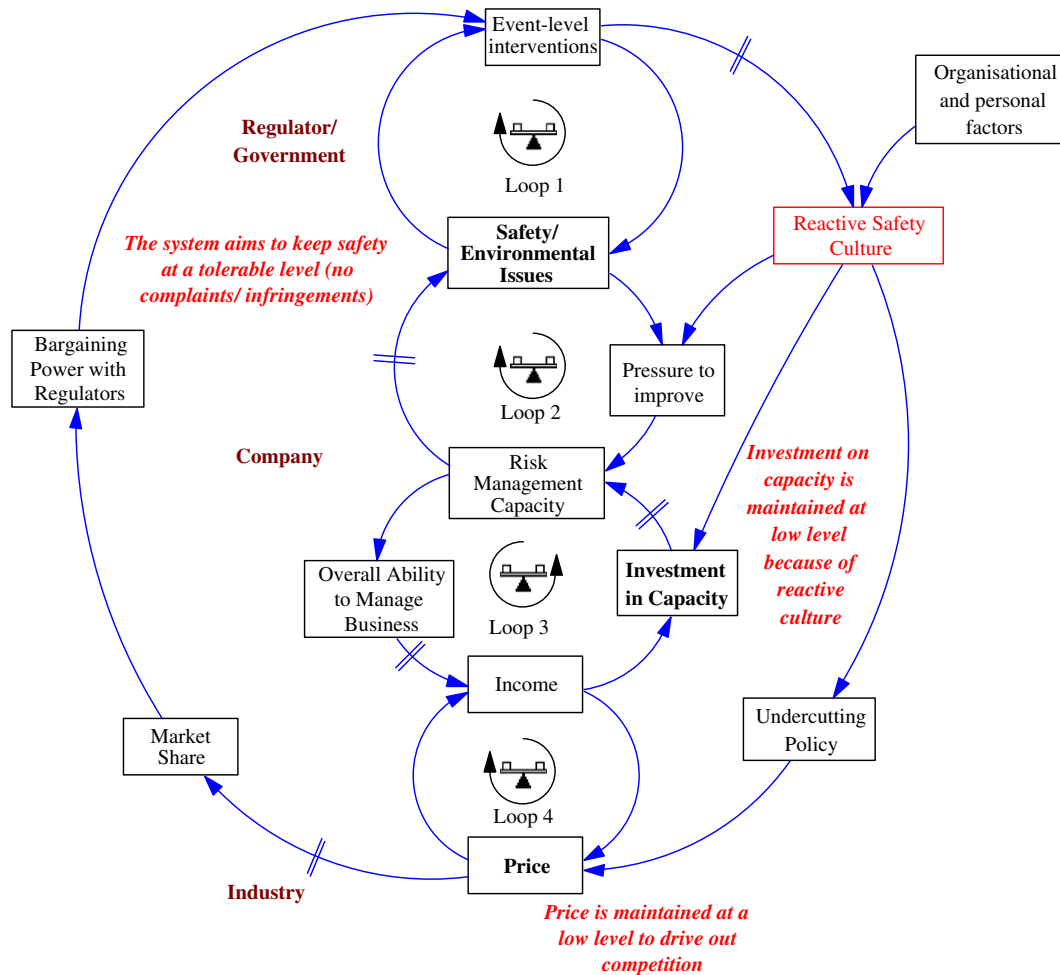 Event-level
interventions
Organisational
and personal
factors
Regulator/
Government
Loop 1
Reactive Safety
Culture
The system aims to keep safety
at a tolerable level (no
complaints/ infringements)
Safety/
Environmental
Issues
Bargaining
Power with
Regulators
Loop 2
Pressure to
improve
Company
Risk
Management
Capacity
Investment on
capacity is
maintained at
low level
because of
reactive
culture
Overall Ability
to Manage
Business
Loop 3
Investment
in Capacity
Income
Market
Share
Undercutting
Policy
Loop 4
Price
Industry
Price is maintained at a
low level to drive out
competition